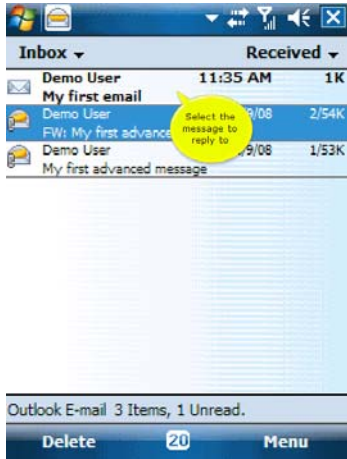 Inbox Received
Demo User 11:35 AM 1K
My first email
Demo User /9/08 2/54K
FW: My first advance
Select the
message to
reply to
Demo User /9/08 1/53K
My first advanced message
Outlook E-mail 3 Items, 1 Unread.
Delete 20 Menu